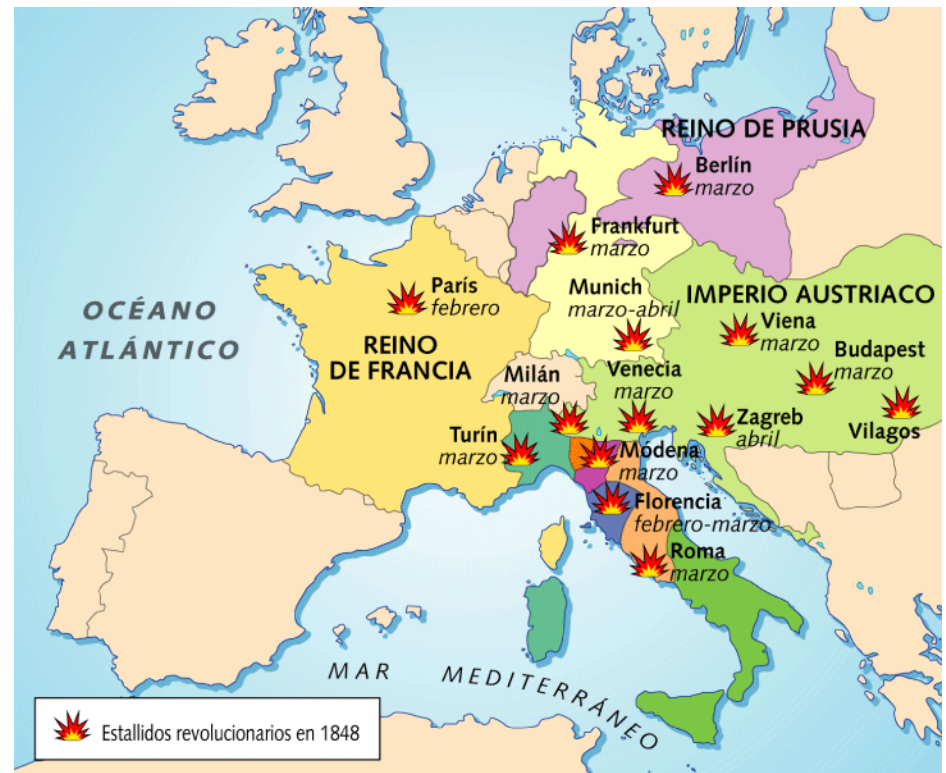 REINO DE PRUSIA
Berlín
marzo
Frankfurt
marzo
París
febrero
Munich
marzo-abril
IMPERIO AUSTRIACO
Viena
marzo
OCÉANO
ATLÁNTICO
REINO
DE FRANCIA
Budapest
marzo
Milán
marzo
Venecia
marzo
Zagreb
abril
Vilagos
Turín
marzo
Módena
marzo
Florencia
febrero-marzo
Roma
marzo
MAR MEDITERRÁNEO
Estallidos revolucionarios en 1848